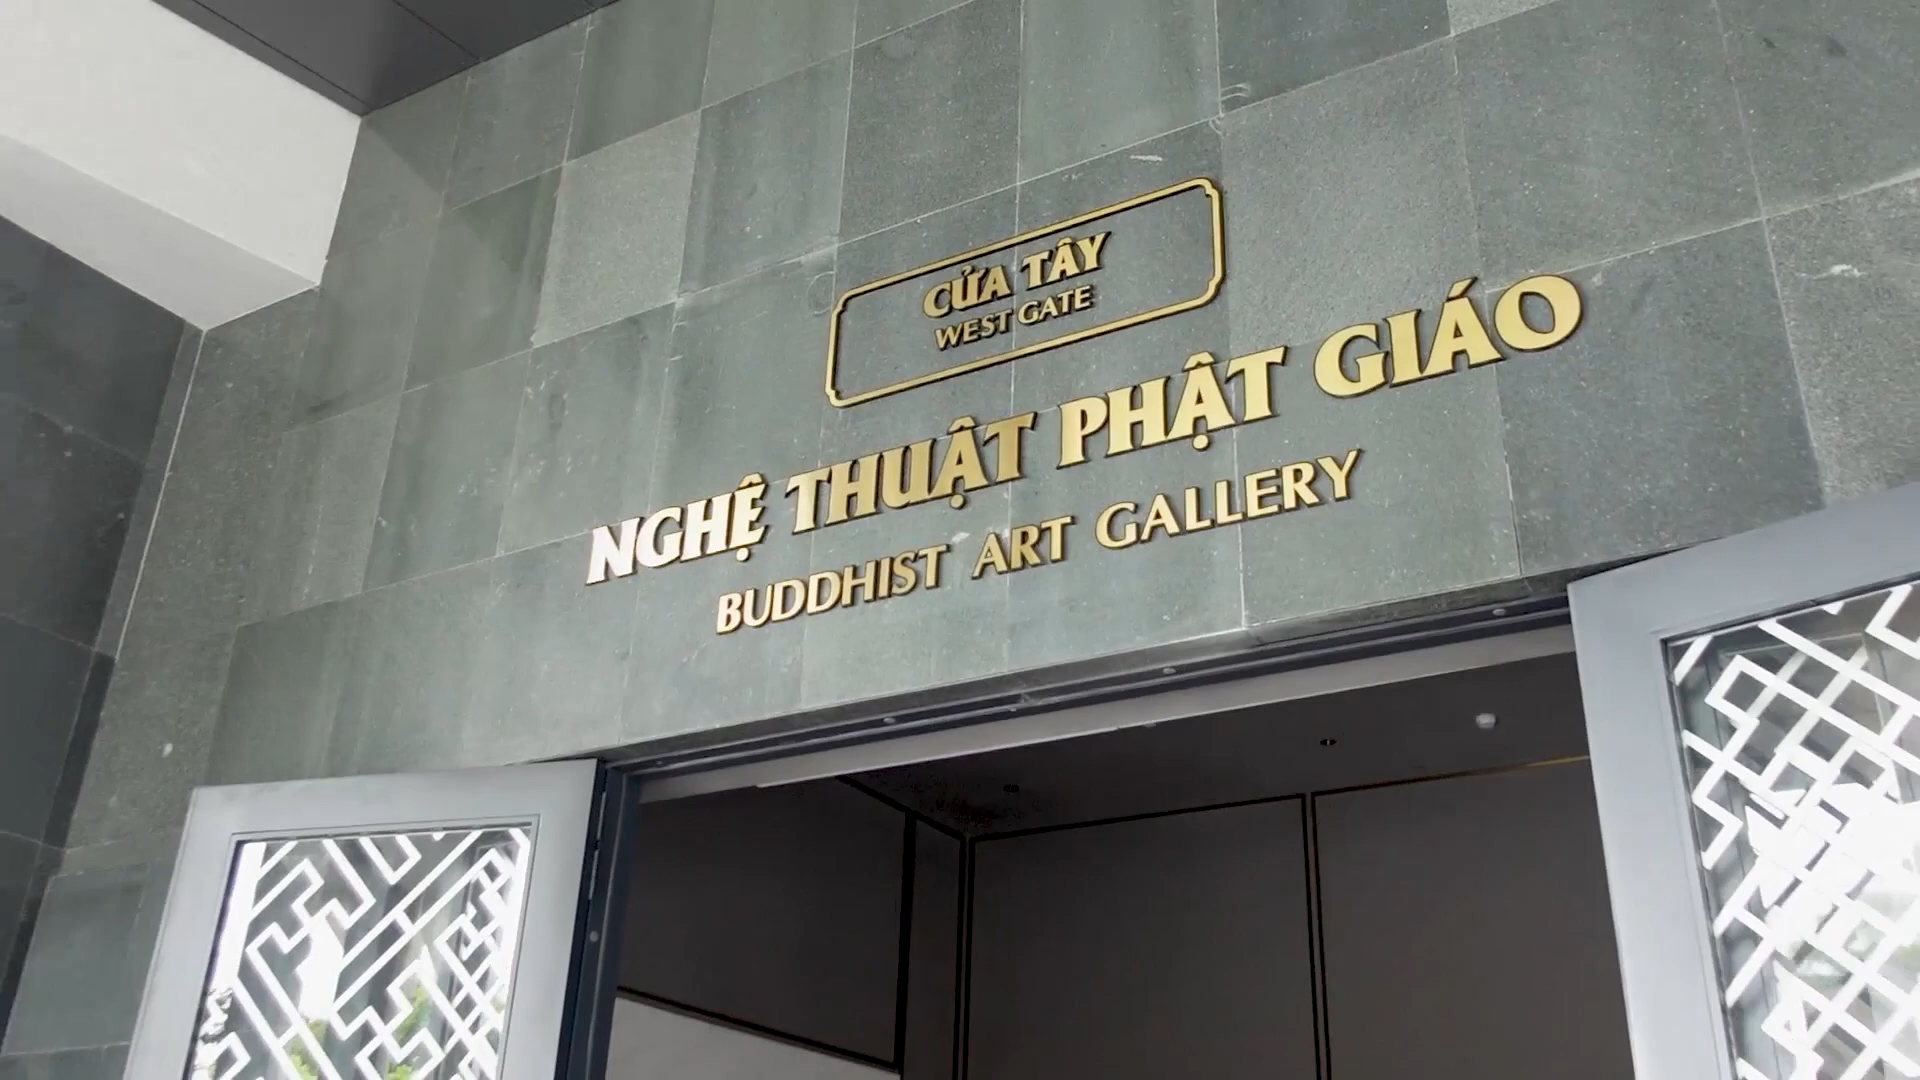 CỬA TÂY
WEST GATE
NGHỆ THUẬT PHẬT GIÁO
BUDDHIST ART GALLERY